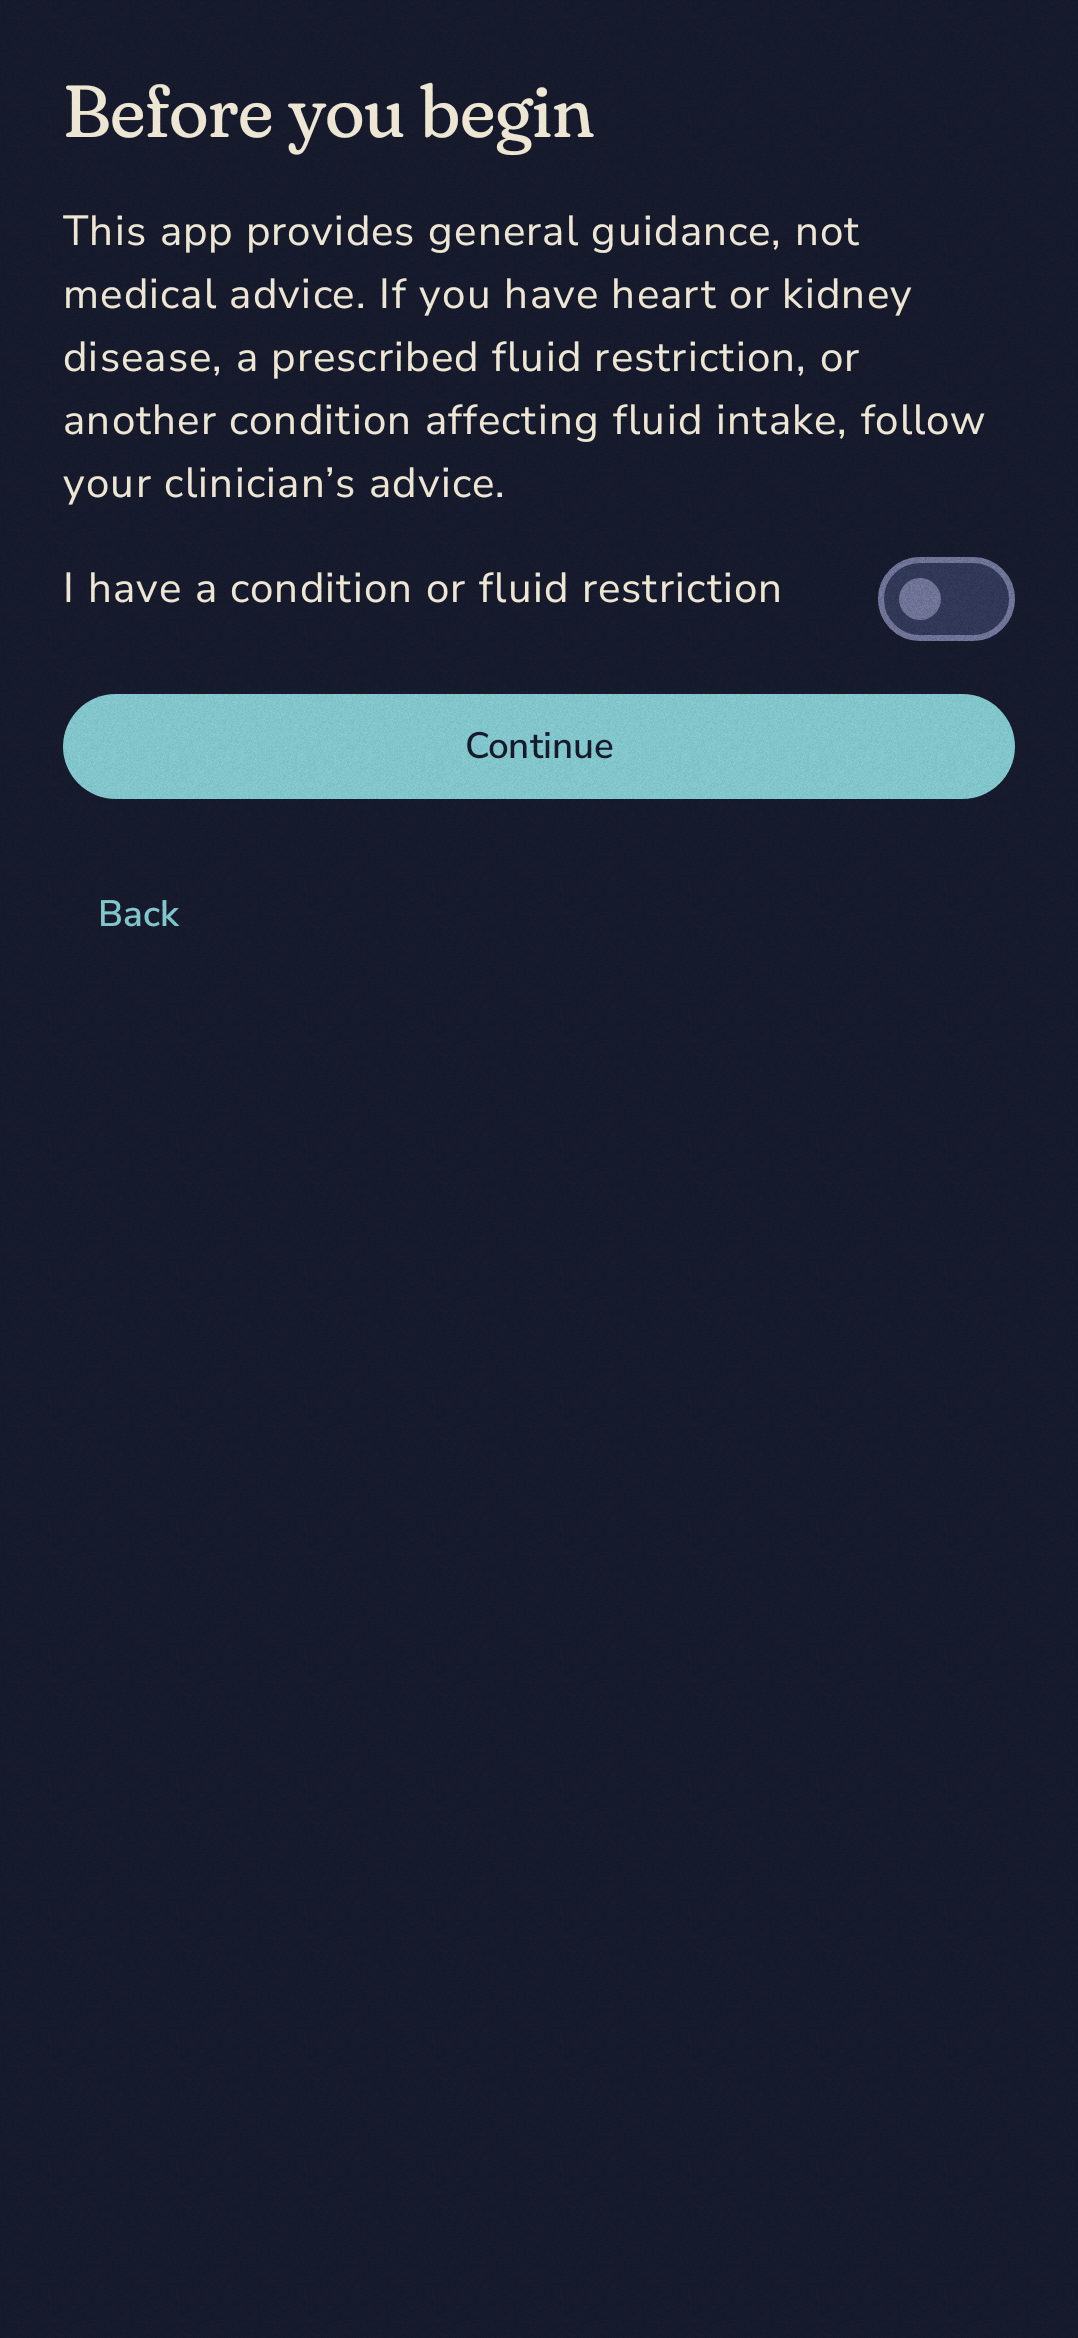 Before you begin
This app provides general guidance, not
medical advice. If you have heart or kidney
disease, a prescribed fluid restriction, or
another condition affecting fluid intake, follow
your clinician’s advice.
I have a condition or fluid restriction
Continue
Back